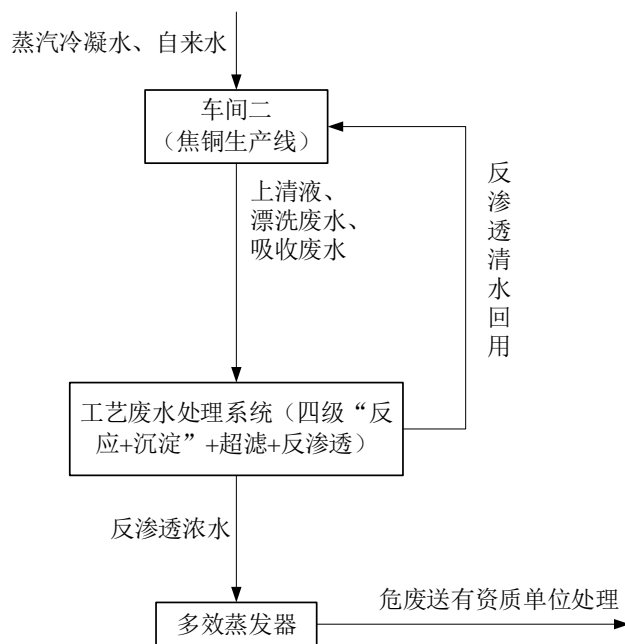 蒸汽冷凝水、自来水
车间二
（焦铜生产线）
上清液、
漂洗废水、
吸收废水
反渗透清水回用
工艺废水处理系统（四级“反
应+沉淀”+超滤+反渗透）
反渗透浓水
多效蒸发器
危废送有资质单位处理